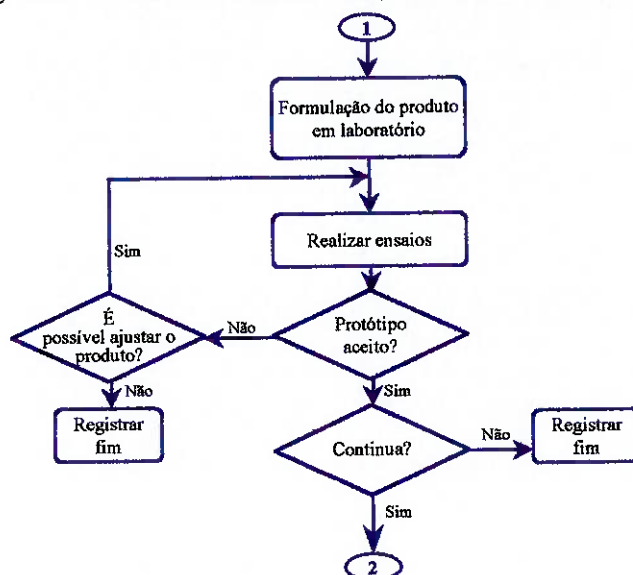 1
Formulação do produto
em laboratório
Realizar ensaios
Sim
É
possível ajustar o
produto?
Não
Protótipo
aceito?
Não
Sim
Registrar
fim
Continua?
Não
Registrar
fim
Sim
2